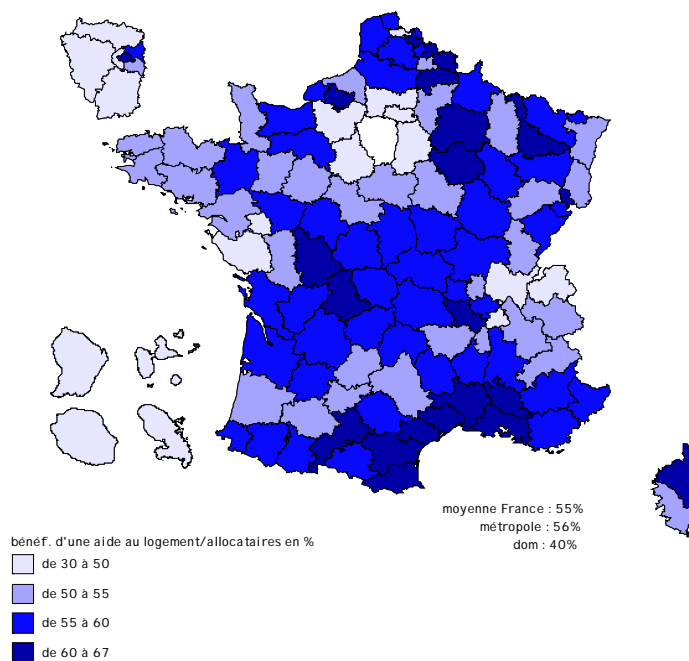 moyenne France : 55%
métropole : 56%
dom : 40%
bénéf. d'une aide au logement/allocataires en %
de 30 à 50
de 50 à 55
de 55 à 60
de 60 à 67